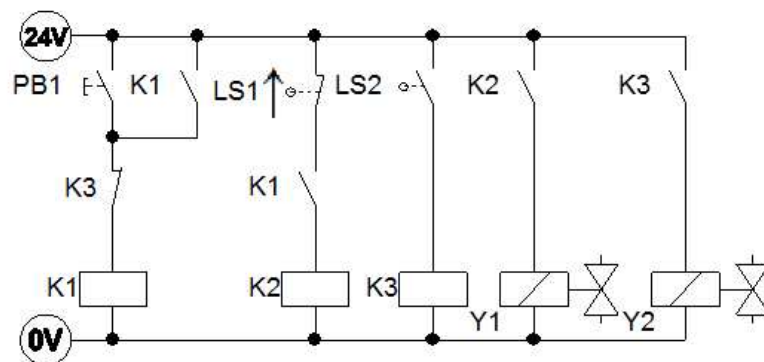 24V
PB1 K1 LS1 LS2 K2 K3
K3 K1
K1 K2 K3 Y1 Y2
0V